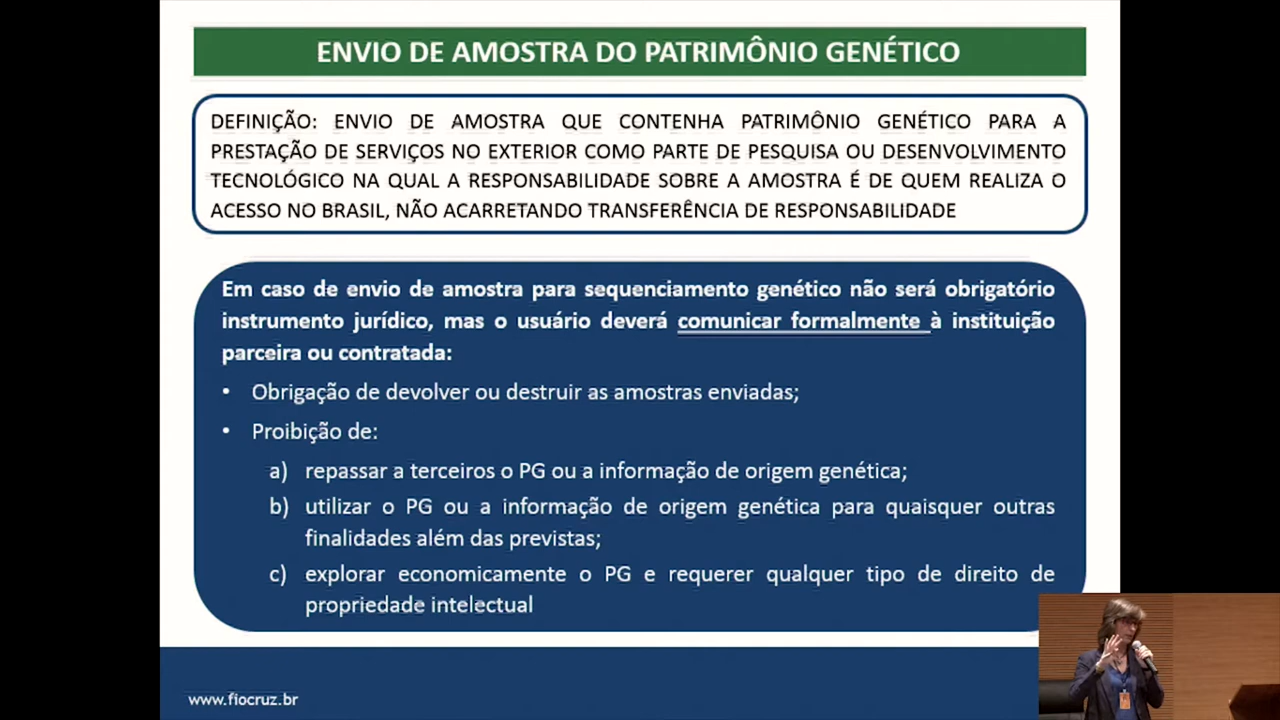 ENVIO DE AMOSTRA DO PATRIMÔNIO GENÉTICO
DEFINIÇÃO: ENVIO DE AMOSTRA QUE CONTENHA PATRIMÔNIO GENÉTICO PARA A
PRESTAÇÃO DE SERVIÇOS NO EXTERIOR COMO PARTE DE PESQUISA OU DESENVOLVIMENTO
TECNOLÓGICO NA QUAL A RESPONSABILIDADE SOBRE A AMOSTRA É DE QUEM REALIZA O
ACESSO NO BRASIL, NÃO ACARRETANDO TRANSFERÊNCIA DE RESPONSABILIDADE
Em caso de envio de amostra para sequenciamento genético não será obrigatório
instrumento jurídico, mas o usuário deverá comunicar formalmente à instituição
parceira ou contratada:
• Obrigação de devolver ou destruir as amostras enviadas;
• Proibição de:
a) repassar a terceiros o PG ou a informação de origem genética;
b) utilizar o PG ou a informação de origem genética para quaisquer outras
finalidades além das previstas;
c) explorar economicamente o PG e requerer qualquer tipo de direito de
propriedade intelectual
www.fiocruz.br